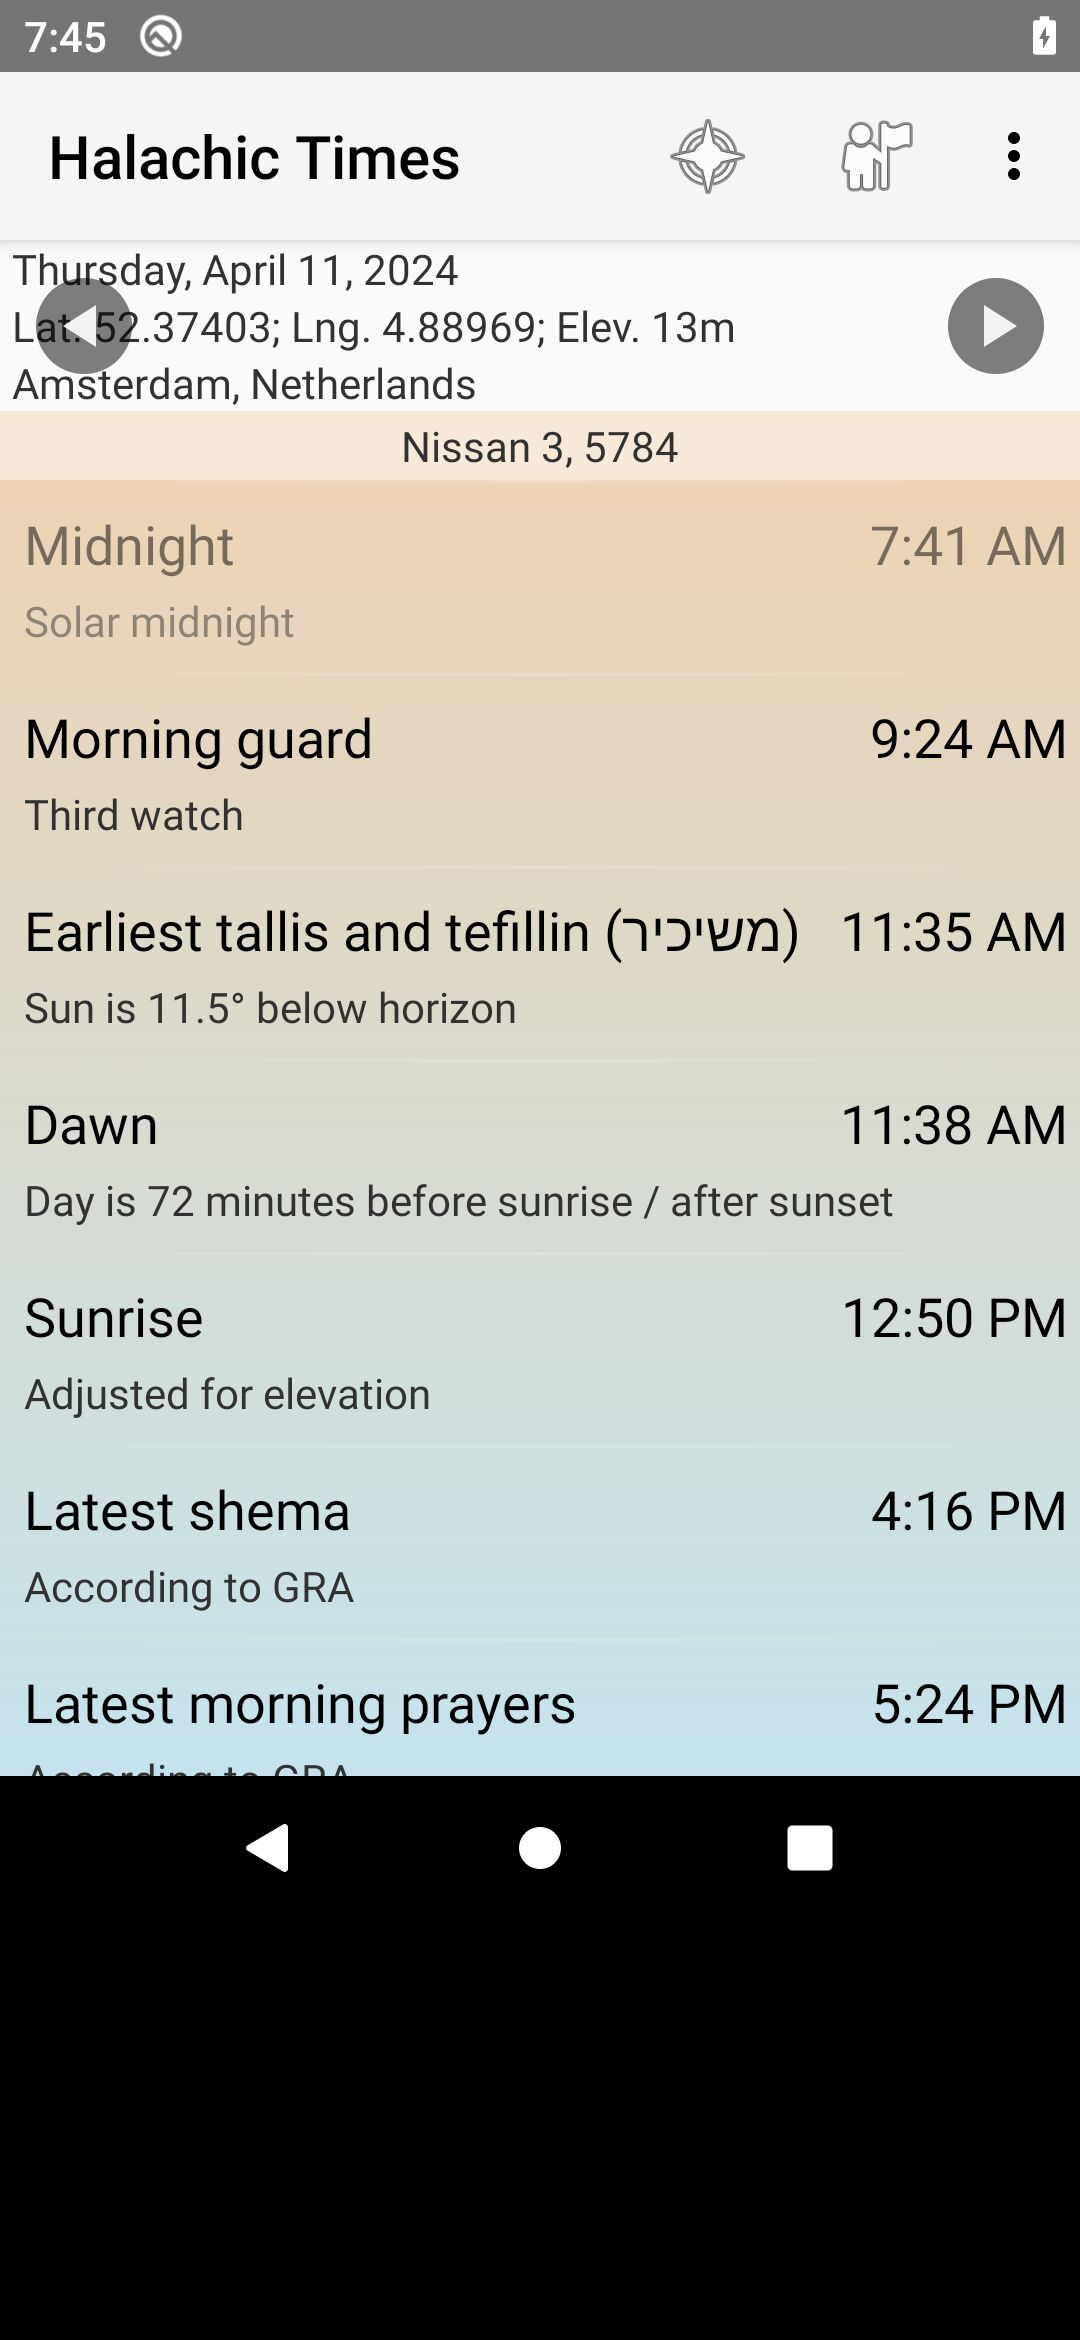 7:45
Halachic Times
Thursday, April 11, 2024
Lat. 52.37403; Lng. 4.88969; Elev. 13m
Amsterdam, Netherlands
Nissan 3, 5784
Midnight 7:41 AM
Solar midnight
Morning guard 9:24 AM
Third watch
Earliest tallis and tefillin (משיכיר) 11:35 AM
Sun is 11.5° below horizon
Dawn 11:38 AM
Day is 72 minutes before sunrise / after sunset
Sunrise 12:50 PM
Adjusted for elevation
Latest shema 4:16 PM
According to GRA
Latest morning prayers 5:24 PM
According to GRA